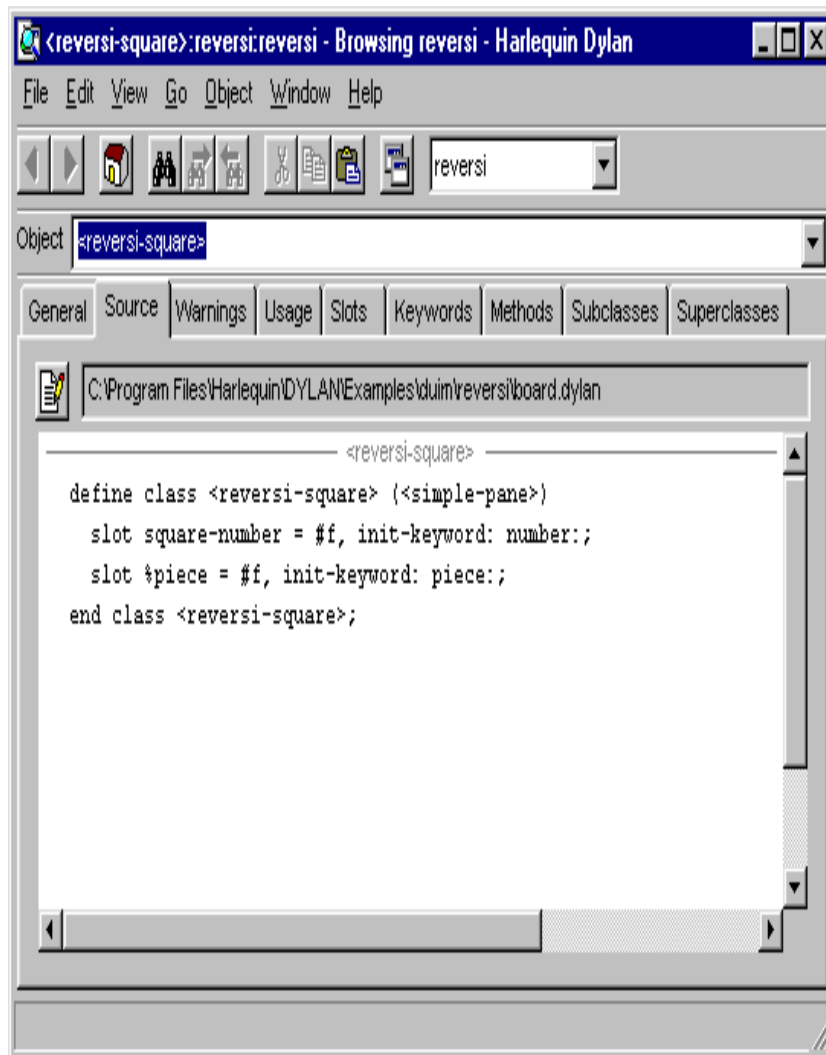 <reversi-square>:reversi:reversi - Browsing reversi - Harlequin Dylan
File Edit View Go Object Window Help
reversi
Object <reversi-square>
General Source Warnings Usage Slots Keywords Methods Subclasses Superclasses
C:\Program Files\Harlequin\DYLAN\Examples\duim\reversi\board.dylan
<reversi-square>
define class <reversi-square> (<simple-pane>)
slot square-number = #f, init-keyword: number:;
slot %piece = #f, init-keyword: piece:;
end class <reversi-square>;